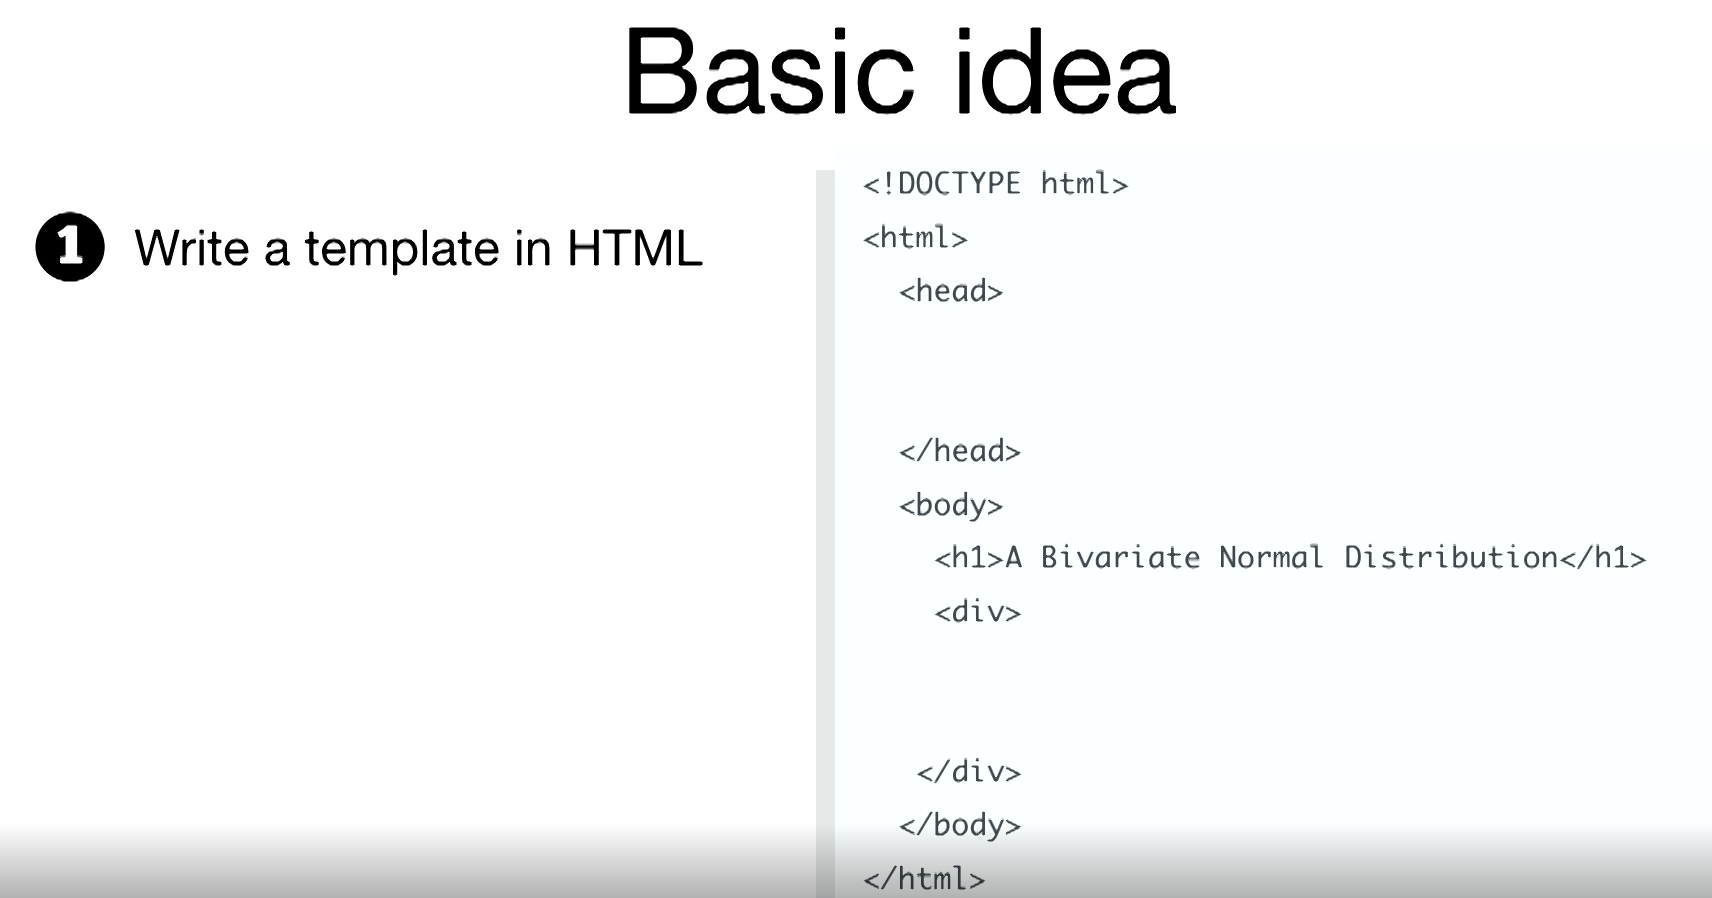 Basic idea
1 Write a template in HTML
<!DOCTYPE html>
<html>
<head>
</head>
<body>
<h1>A Bivariate Normal Distribution</h1>
<div>
</div>
</body>
</html>